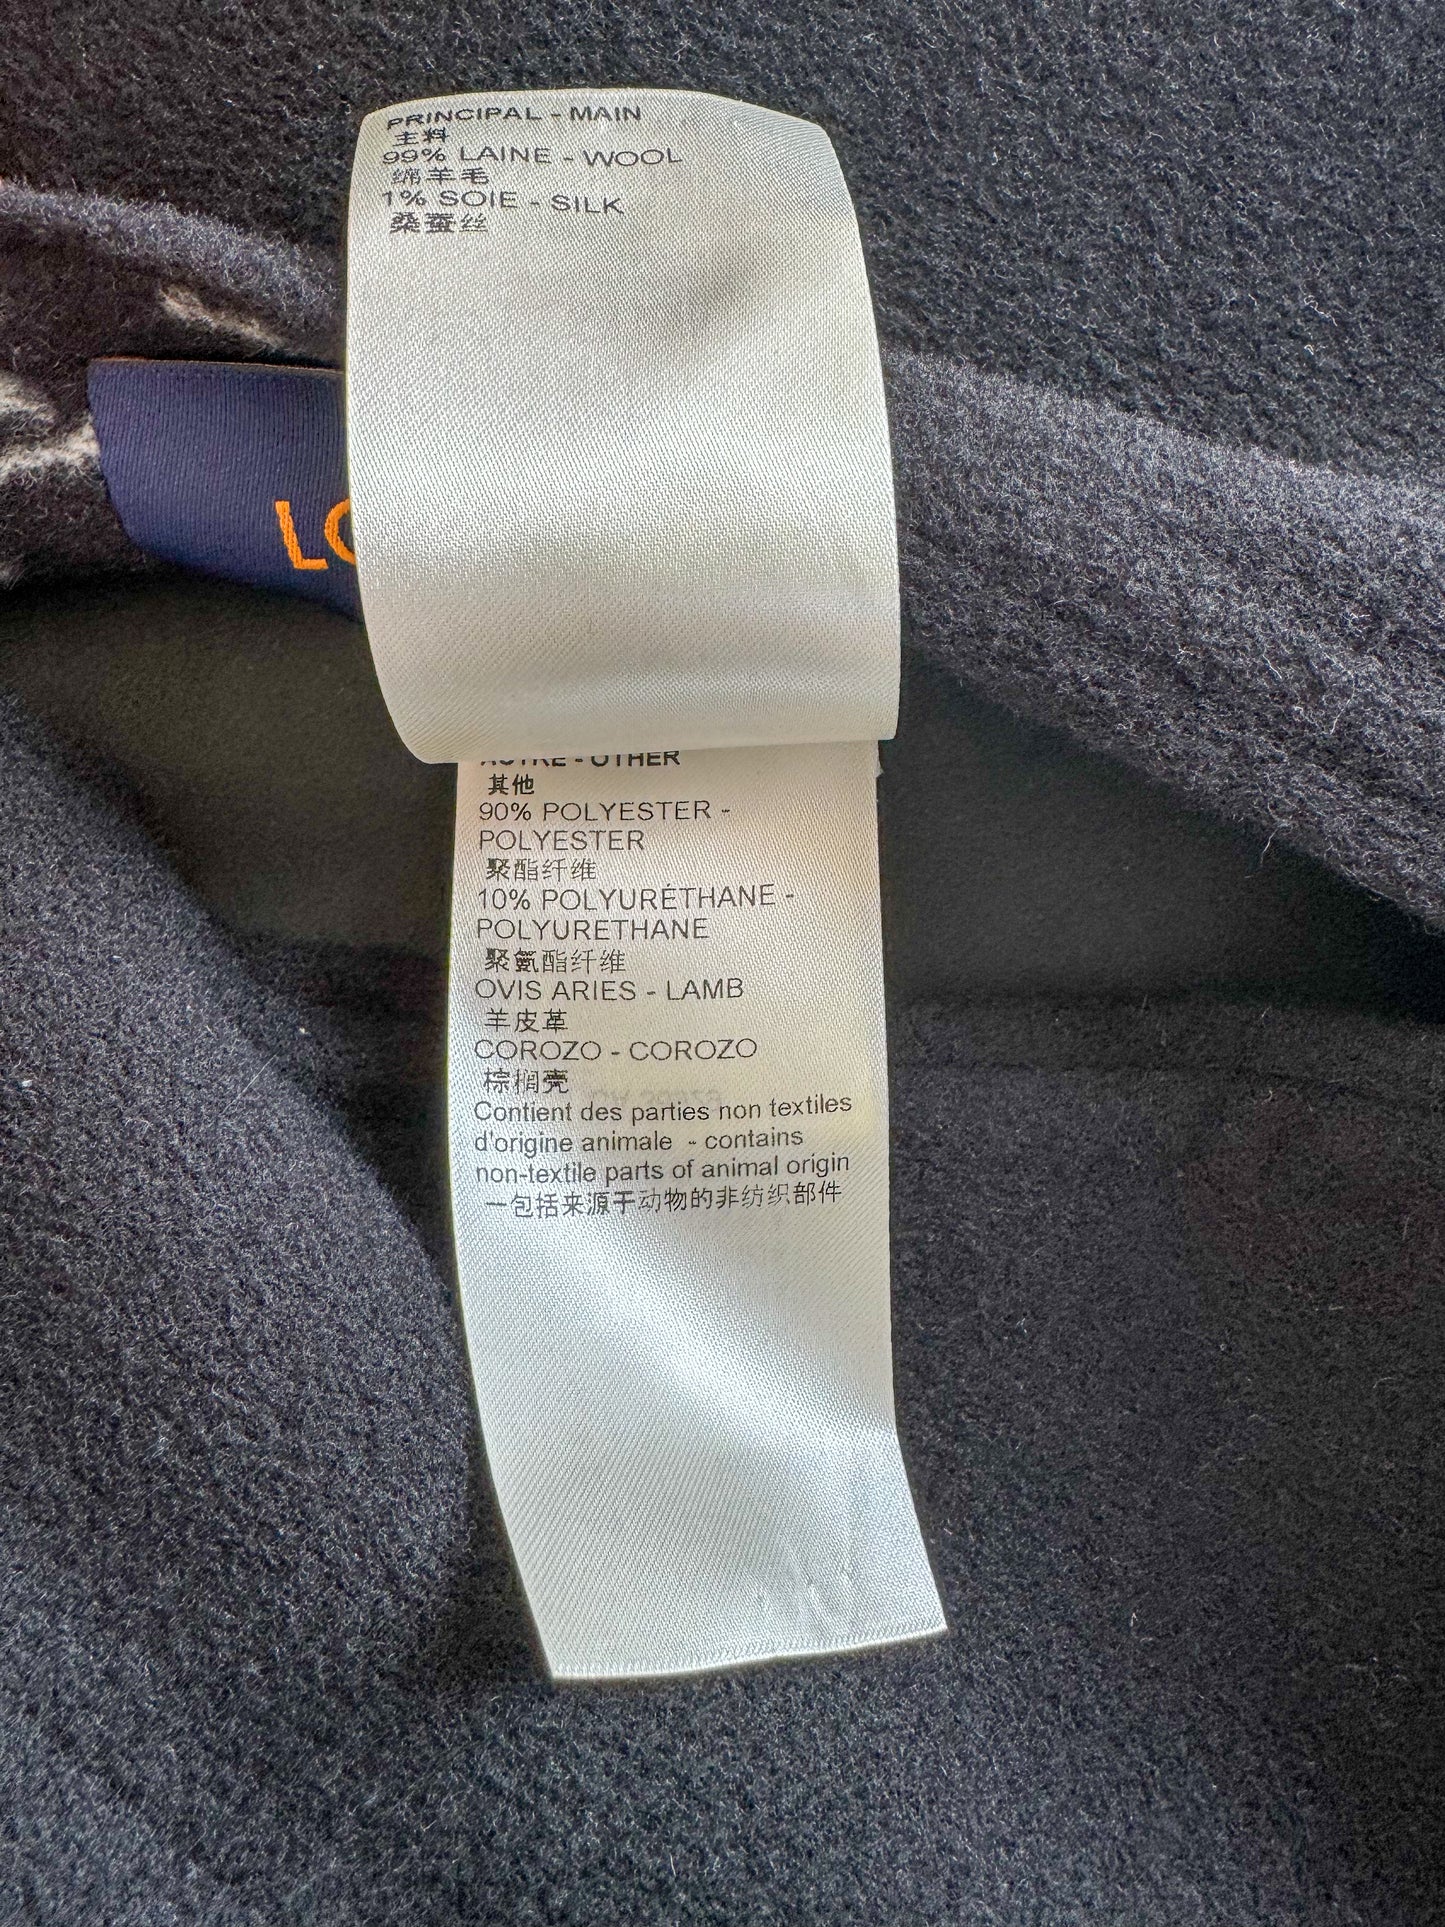 PRINCIPAL - MAIN
主料
99% LAINE - WOOL
绵羊毛
1% SOIE - SILK
桑蚕丝
LO
AUTRE - OTHER
其他
90% POLYESTER -
POLYESTER
聚酯纤维
10% POLYURÉTHANE -
POLYURETHANE
聚氨酯纤维
OVIS ARIES - LAMB
羊皮革
COROZO - COROZO
棕榈壳
Contient des parties non textiles
d'origine animale - contains
non-textile parts of animal origin
一包括来源于动物的非纺织部件